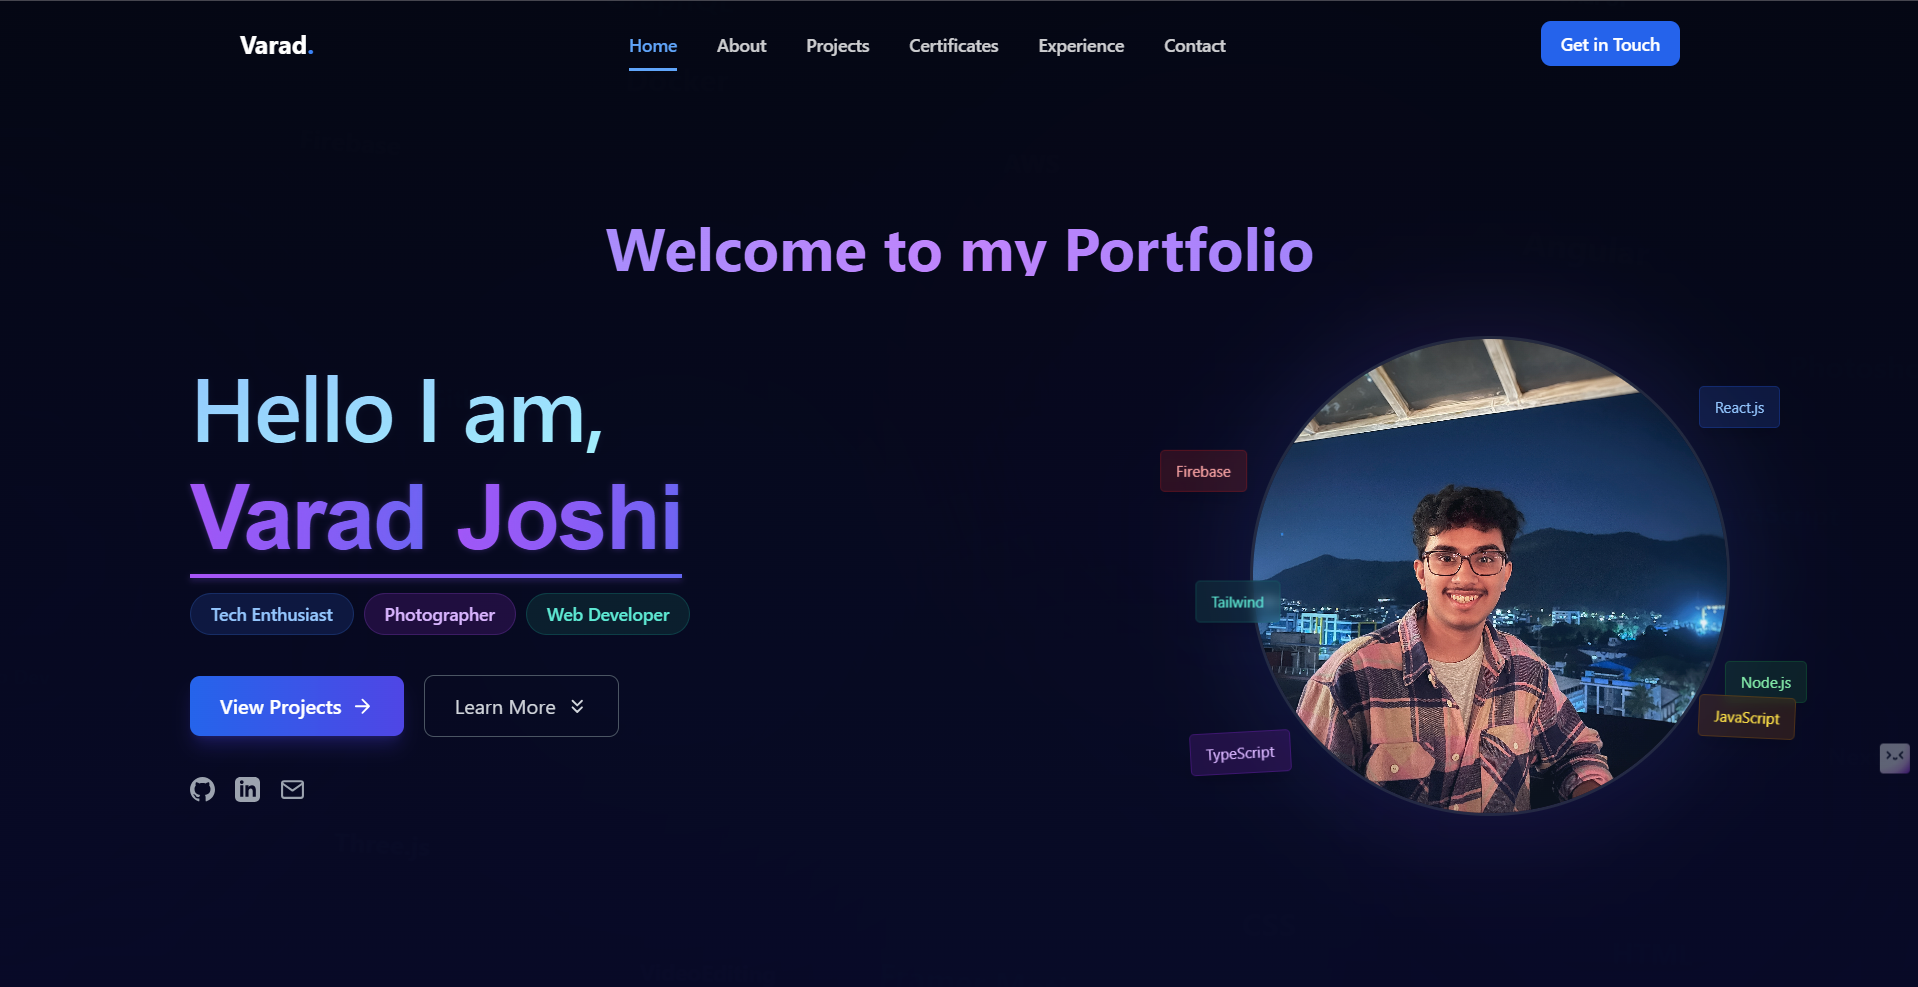 Varad.
Home About Projects Certificates Experience Contact
Get in Touch
Welcome to my Portfolio
Hello I am,
Varad Joshi
Tech Enthusiast Photographer Web Developer
View Projects
Learn More
in
React.js
Firebase
Tailwind
Node.js
JavaScript
TypeScript